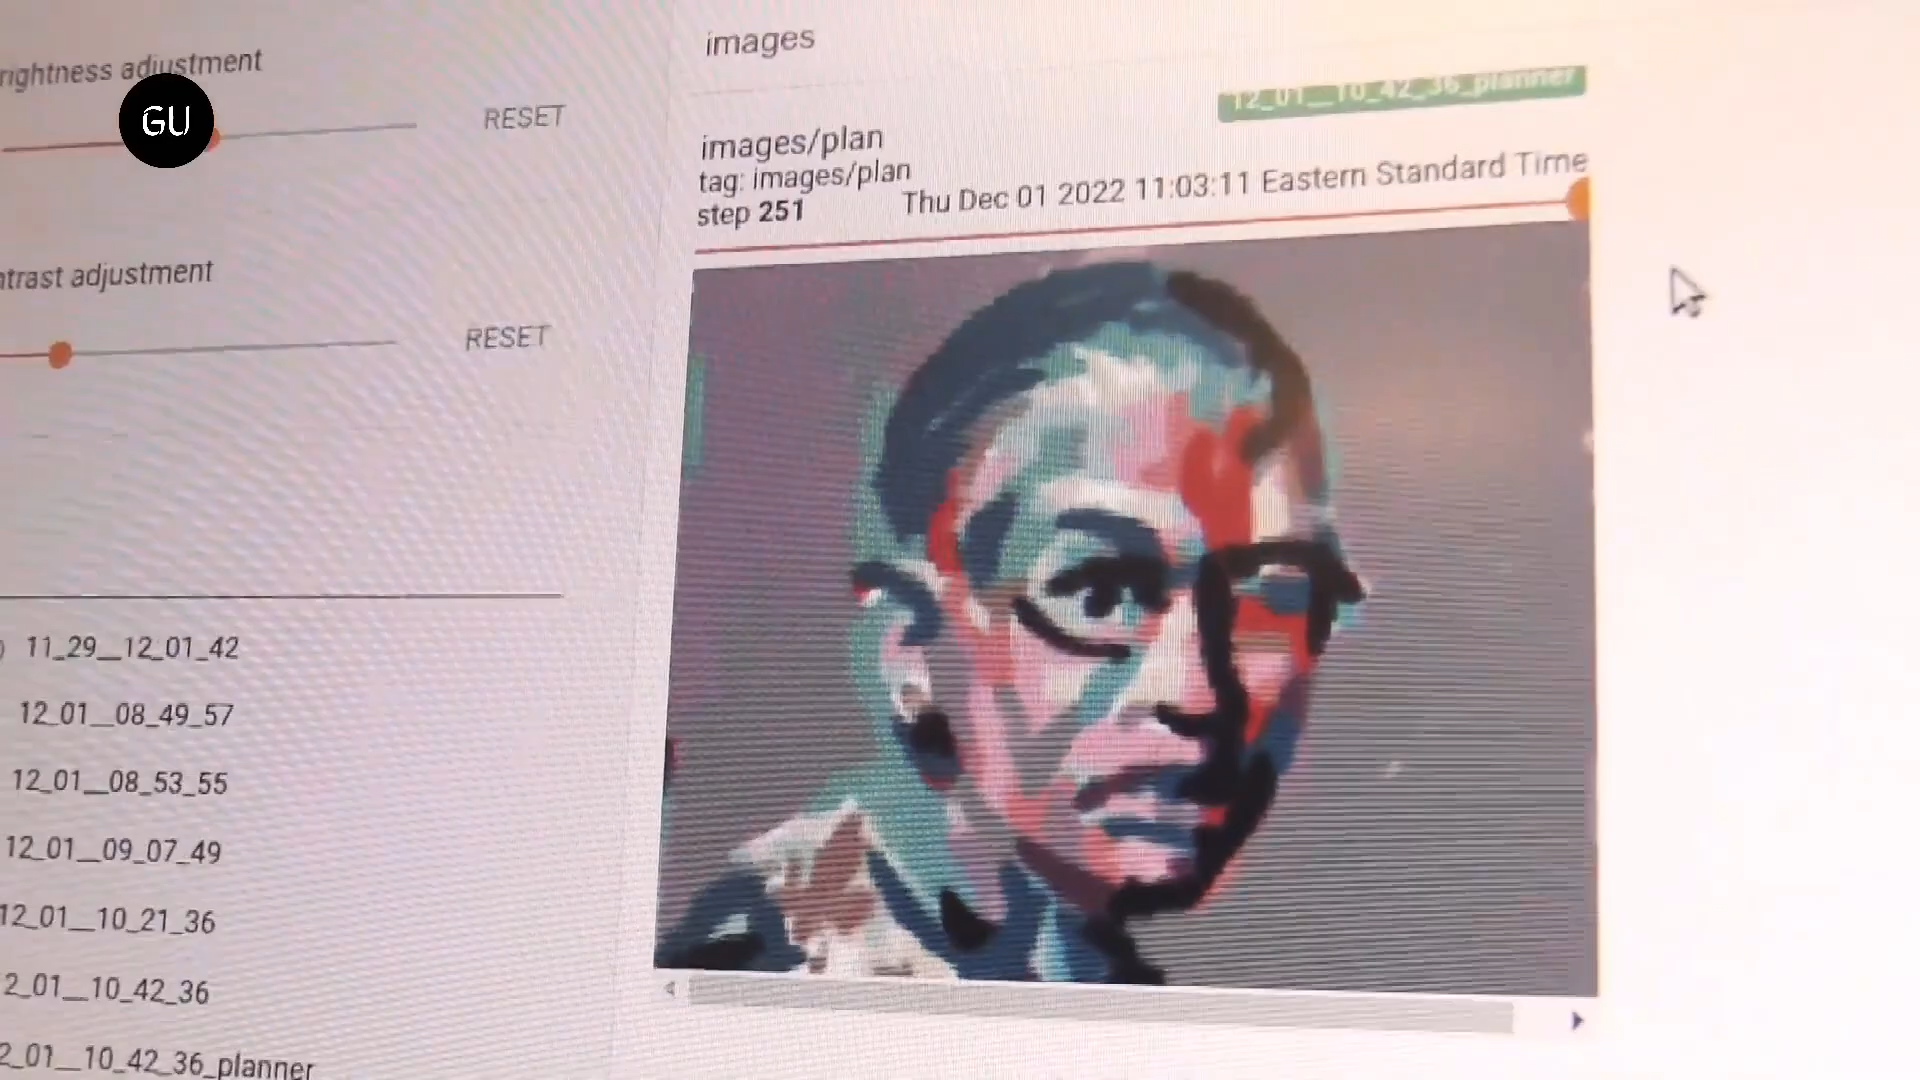 rightness adjustment
GU
RESET
ntrast adjustment
RESET
11_29__12_01_42
12_01__08_49_57
12_01__08_53_55
12_01__09_07_49
12_01__10_21_36
2_01__10_42_36
2_01__10_42_36_planner
images
12_01__10_42_36_planner
images/plan
tag: images/plan
step 251
Thu Dec 01 2022 11:03:11 Eastern Standard Time